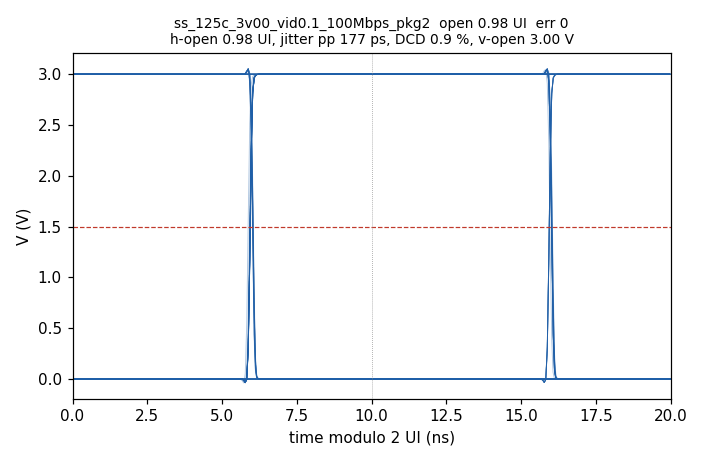 ss_125c_3v00_vid0.1_100Mbps_pkg2  open 0.98 UI  err 0
h-open 0.98 UI, jitter pp 177 ps, DCD 0.9 %, v-open 3.00 V
3.0
2.5
2.0
1.5
1.0
0.5
0.0
V (V)
0.0 2.5 5.0 7.5 10.0 12.5 15.0 17.5 20.0
time modulo 2 UI (ns)